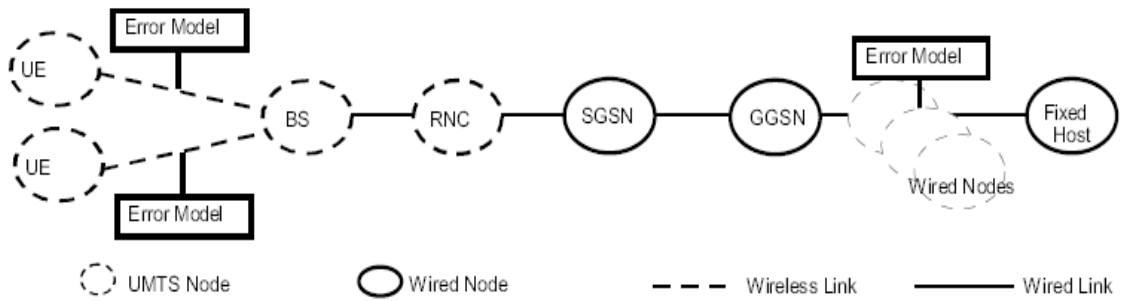 Error Model
UE
BS
RNC
SGSN
GGSN
Error Model
Fixed
Host
UE
Wired Nodes
Error Model
UMTS Node
Wired Node
Wireless Link
Wired Link